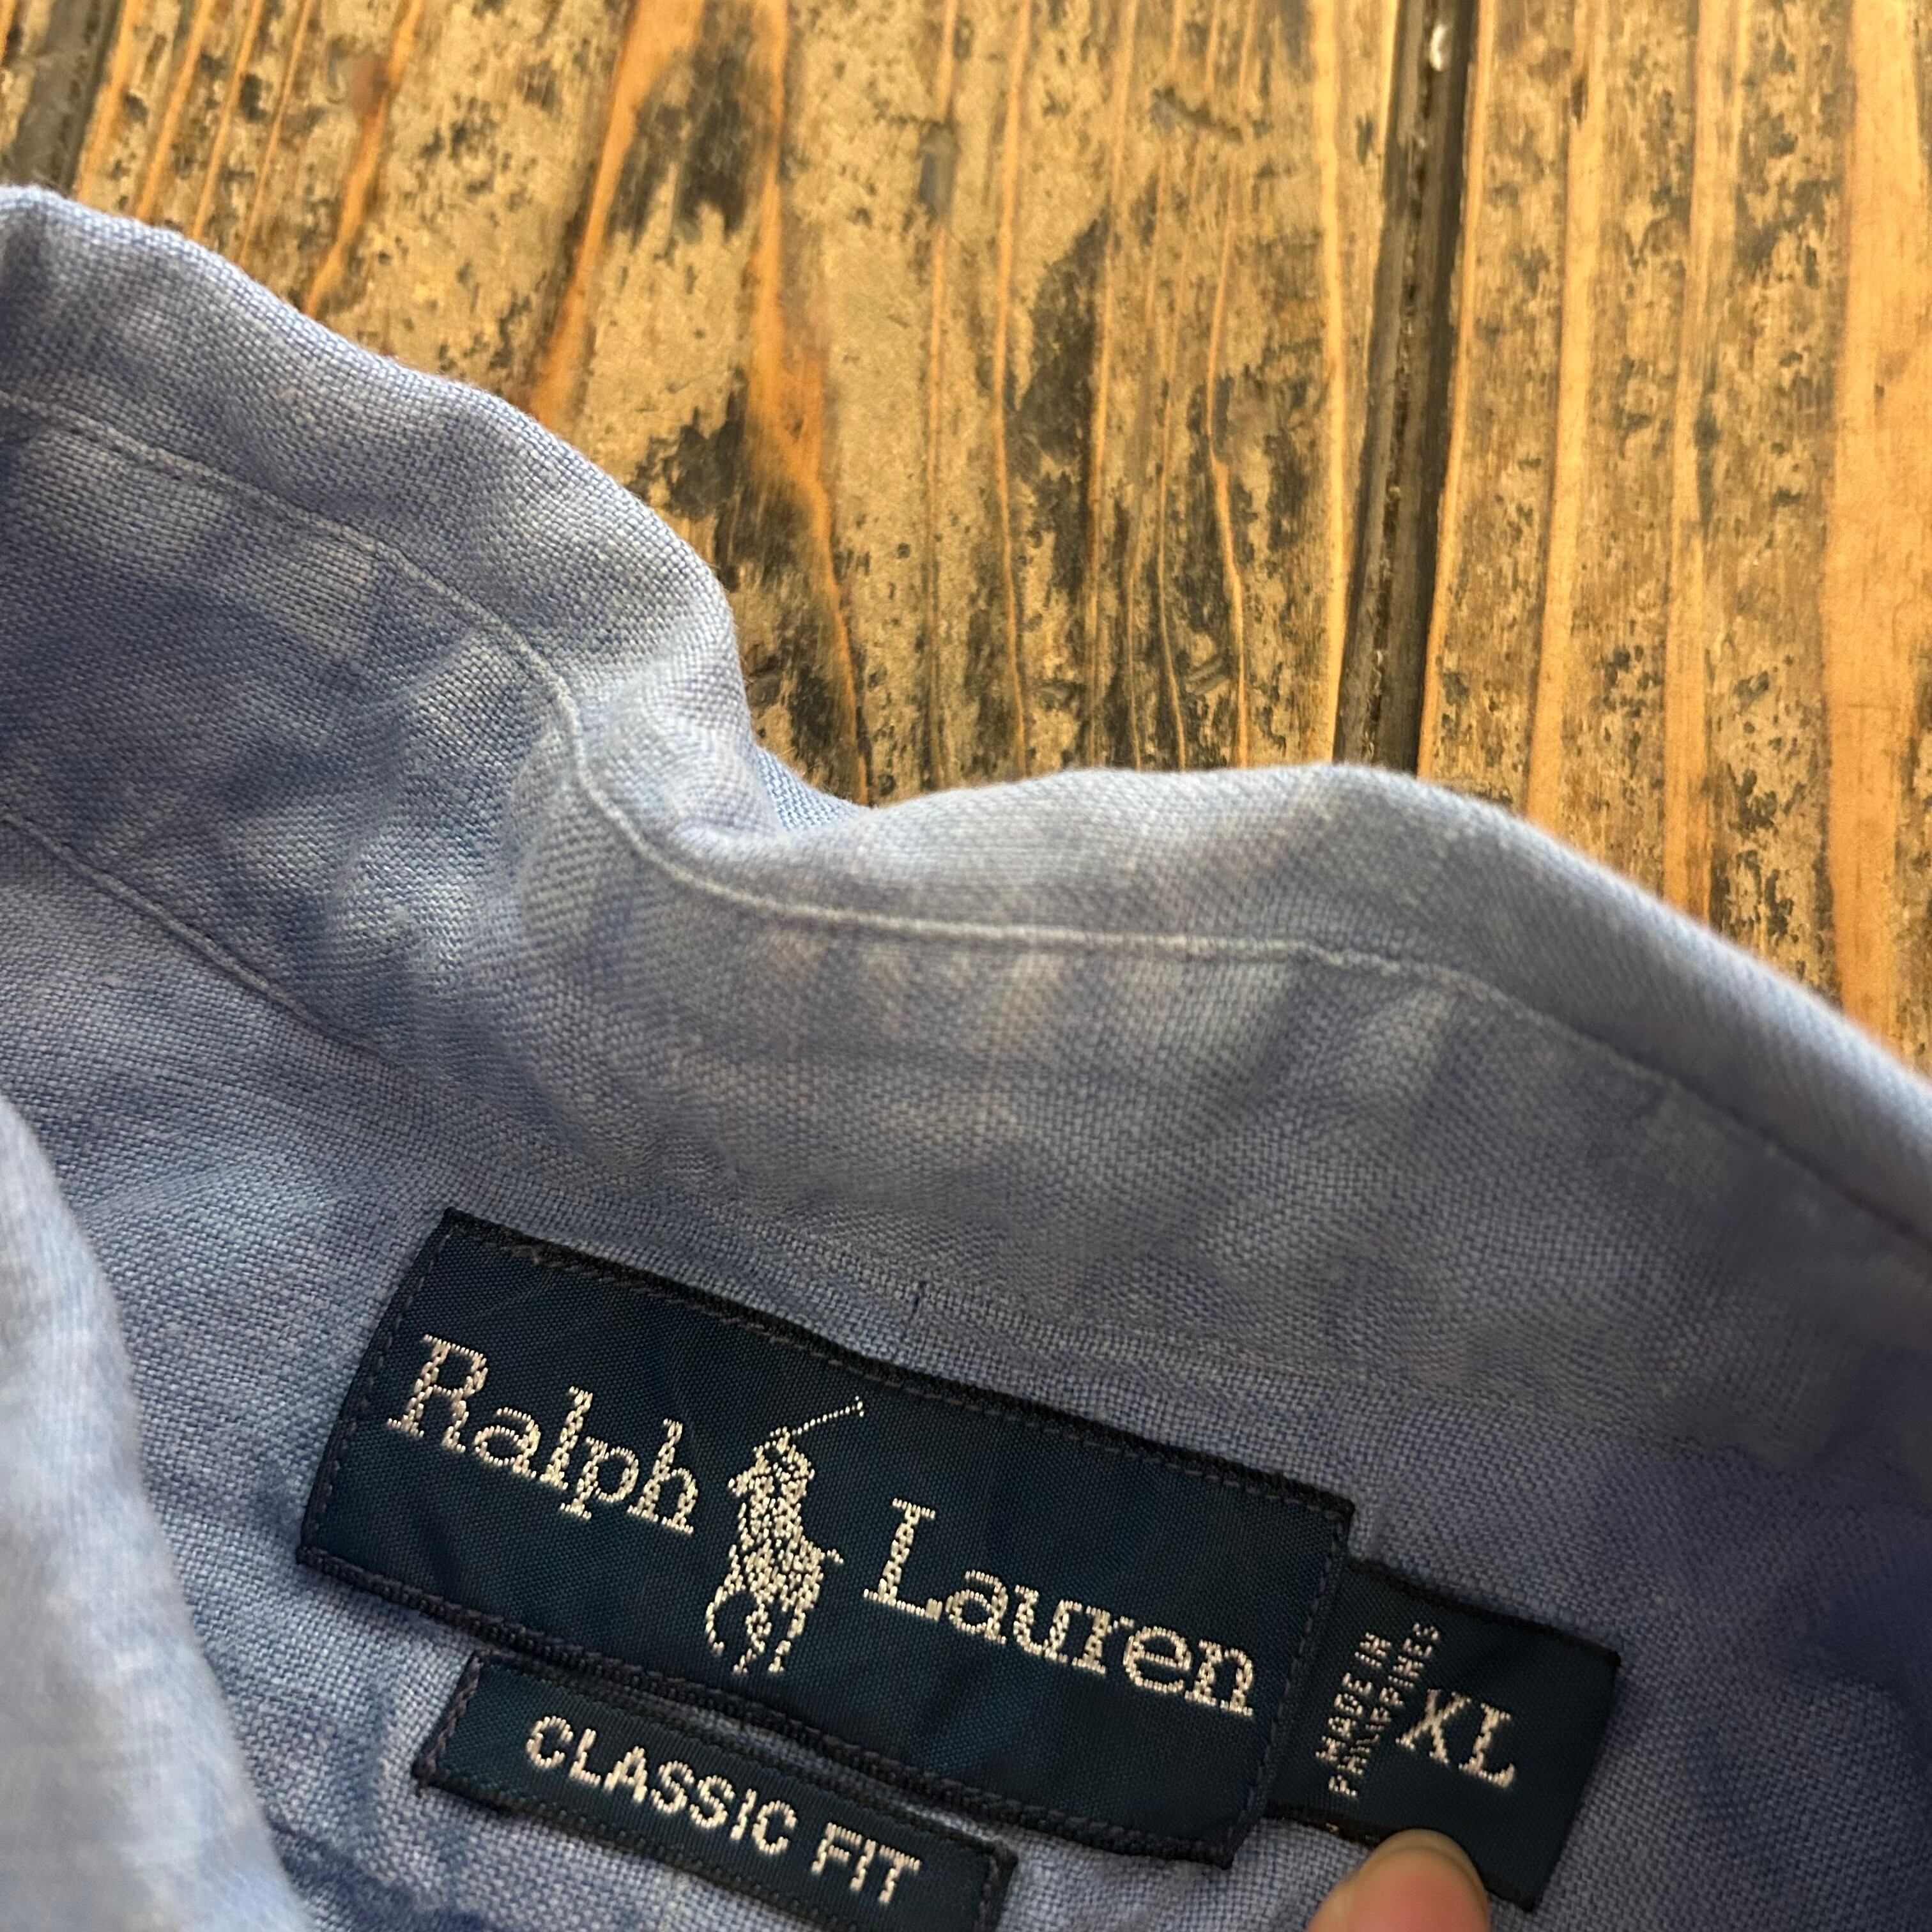 Ralph Lauren
CLASSIC FIT
MADE IN
PHILIPPINES
XL